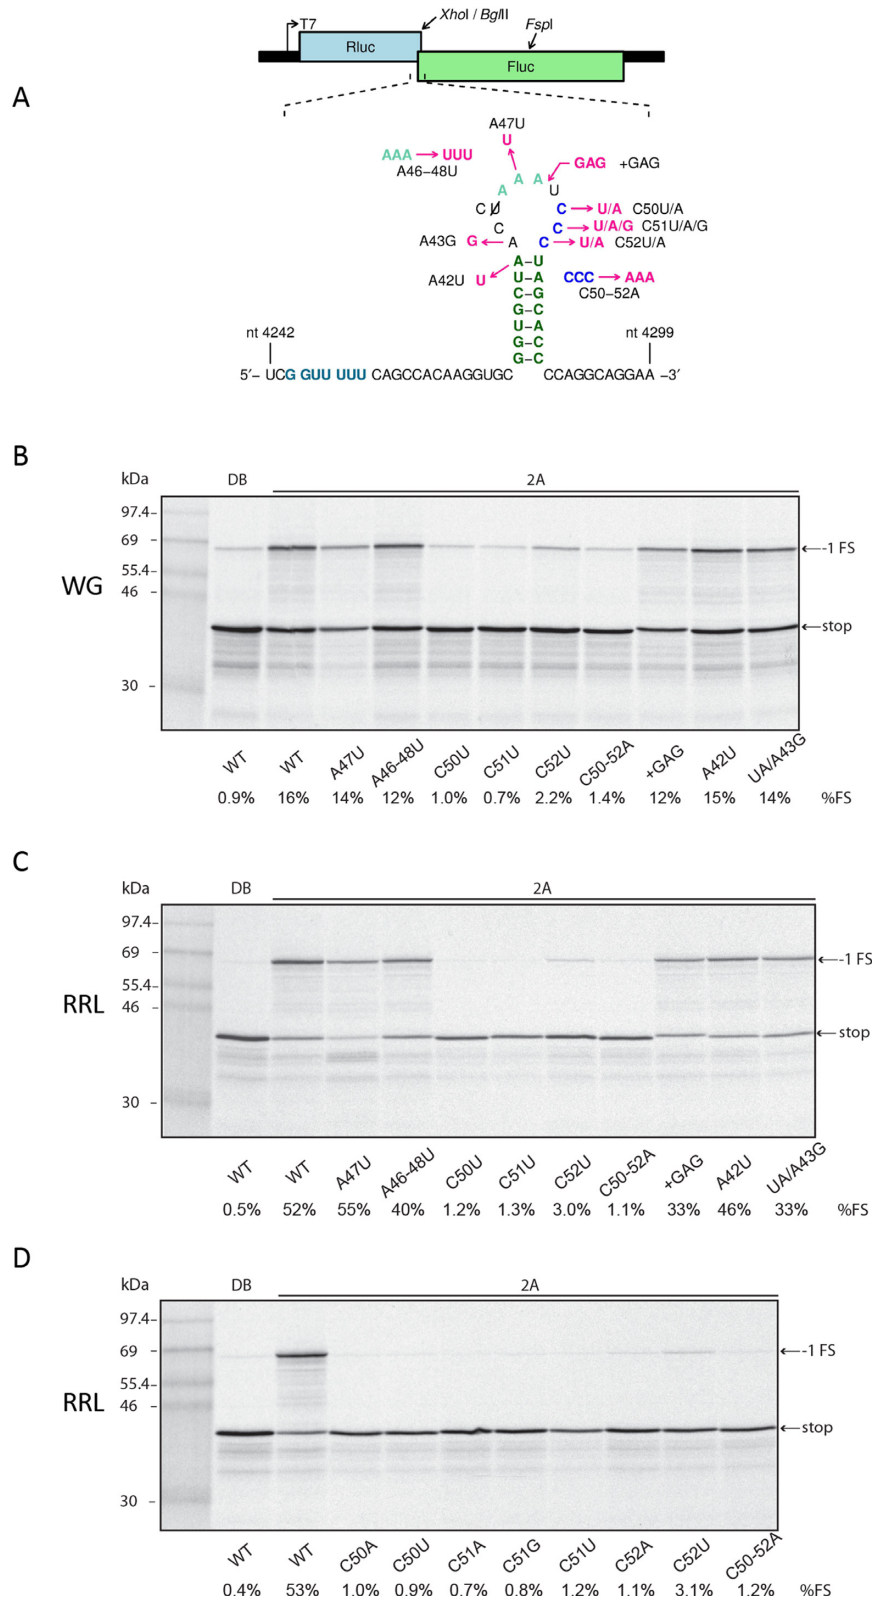 XhoI / BglII
T7
FspI
Rluc
Fluc
A
A47U
U
AAA → UUU
A46–48U
GAG +GAG
A A A U
C U C A
C → U/A C50U/A
C → U/A/G C51U/A/G
C → U/A C52U/A
A43G G
A42U U
CCC → AAA
C50–52A
A–U
U–A
C–G
G–C
U–A
G–C
G–C
nt 4242
nt 4299
5′– UCG GUU UUU CAGCCACAAGGUGC CCAGGCAGGAA –3′
B
kDa DB 2A
97.4–
69 –
55.4–
46 –
30 –
WG
←-1 FS
←stop
WT WT A47U A46-48U C50U C51U C52U C50-52A +GAG A42U UA/A43G
0.9% 16% 14% 12% 1.0% 0.7% 2.2% 1.4% 12% 15% 14% %FS
C
kDa DB 2A
97.4–
69 –
55.4–
46 –
30 –
RRL
←-1 FS
←stop
WT WT A47U A46-48U C50U C51U C52U C50-52A +GAG A42U UA/A43G
0.5% 52% 55% 40% 1.2% 1.3% 3.0% 1.1% 33% 46% 33% %FS
D
kDa DB 2A
97.4–
69 –
55.4–
46 –
30 –
RRL
←-1 FS
←stop
WT WT C50A C50U C51A C51G C51U C52A C52U C50-52A
0.4% 53% 1.0% 0.9% 0.7% 0.8% 1.2% 1.1% 3.1% 1.2% %FS